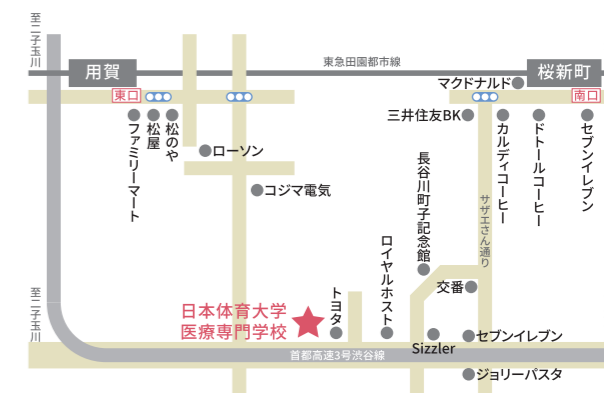 至二子玉川
用賀
東急田園都市線
桜新町
マクドナルド
東口
南口
三井住友BK
ファミリーマート
松屋
松のや
カルディコーヒー
ドトールコーヒー
セブンイレブン
ローソン
長谷川町子記念館
コジマ電気
サザエさん通り
ロイヤルホスト
交番
至二子玉川
トヨタ
日本体育大学
医療専門学校
セブンイレブン
Sizzler
首都高速3号渋谷線
ジョリーパスタ